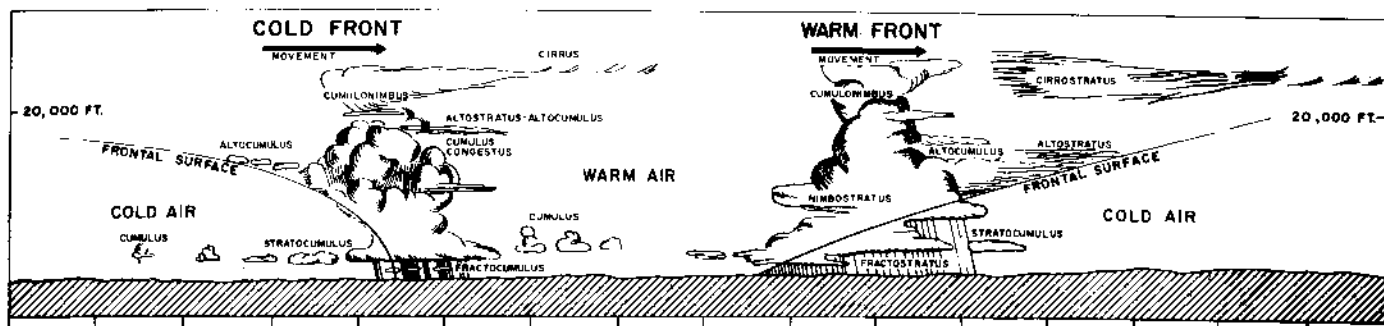 COLD FRONT
MOVEMENT
CIRRUS
CUMULONIMBUS
20,000 FT.
ALTOSTRATUS-ALTOCUMULUS
CUMULUS
CONGESTUS
ALTOCUMULUS
FRONTAL SURFACE
WARM AIR
COLD AIR
CUMULUS
CUMULUS
STRATOCUMULUS
FRACTOCUMULUS
WARM FRONT
MOVEMENT
CIRROSTRATUS
CUMULONIMBUS
20,000 FT.
ALTOCUMULUS
ALTOSTRATUS
FRONTAL SURFACE
NIMBOSTRATUS
COLD AIR
STRATOCUMULUS
FRACTOSTRATUS